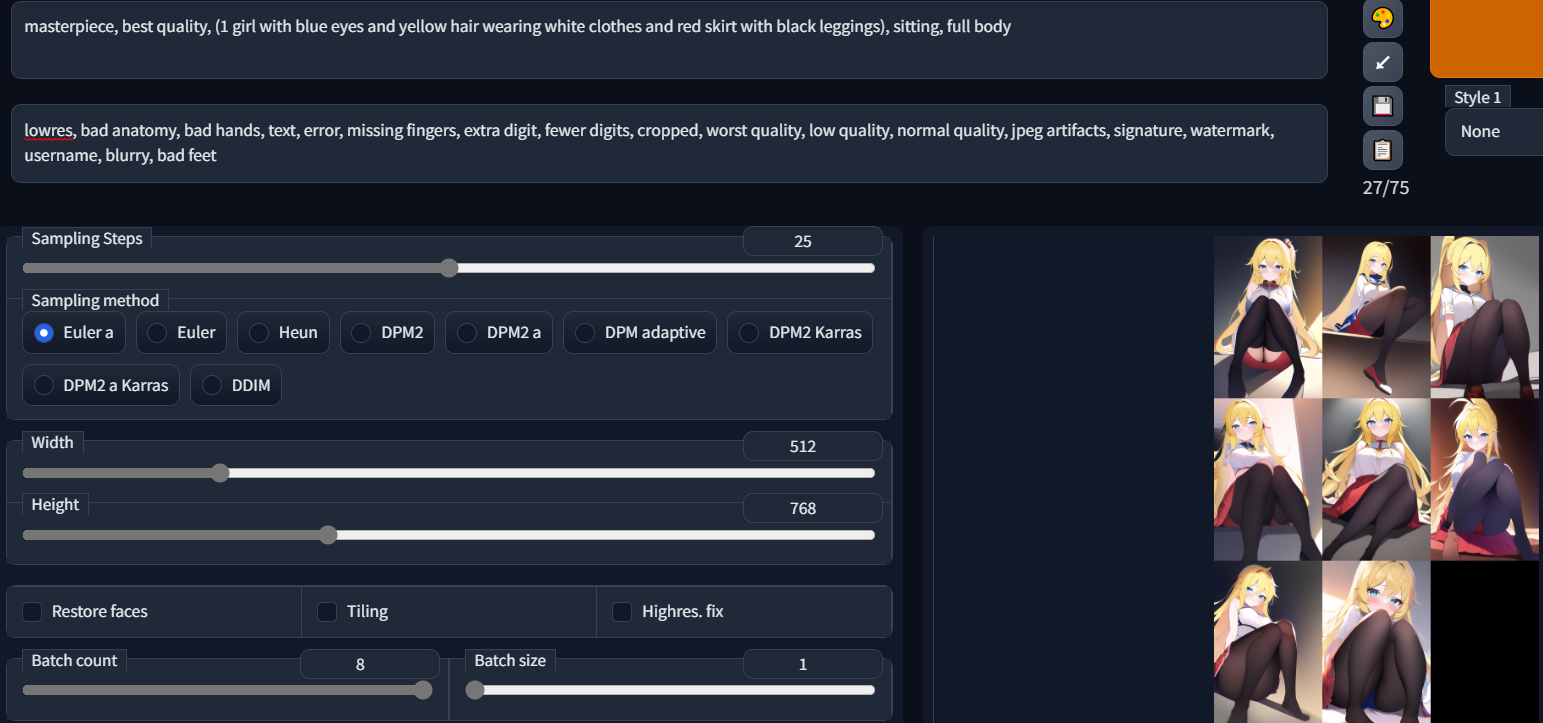 masterpiece, best quality, (1 girl with blue eyes and yellow hair wearing white clothes and red skirt with black leggings), sitting, full body
lowres, bad anatomy, bad hands, text, error, missing fingers, extra digit, fewer digits, cropped, worst quality, low quality, normal quality, jpeg artifacts, signature, watermark,
username, blurry, bad feet
Style 1
None
27/75
Sampling Steps
25
Sampling method
Euler a
Euler
Heun
DPM2
DPM2 a
DPM adaptive
DPM2 Karras
DPM2 a Karras
DDIM
Width
512
Height
768
Restore faces
Tiling
Highres. fix
Batch count
8
Batch size
1